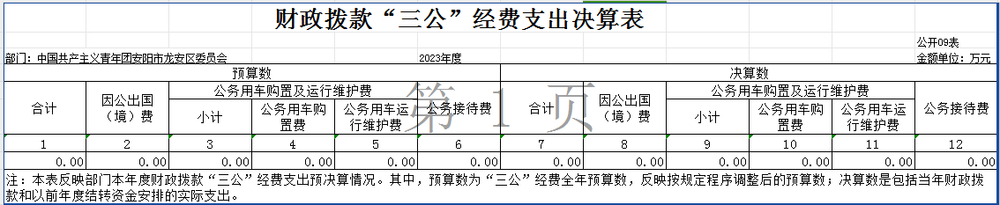 财政拨款“三公”经费支出决算表
公开09表
部门：中国共产主义青年团安阳市龙安区委员会 2023年度 金额单位：万元
预算数 决算数
合计 因公出国（境）费 公务用车购置及运行维护费 公务接待费 合计 因公出国（境）费 公务用车购置及运行维护费 公务接待费
小计 公务用车购置费 公务用车运行维护费 小计 公务用车购置费 公务用车运行维护费
1 2 3 4 5 6 7 8 9 10 11 12
0.00 0.00 0.00 0.00 0.00 0.00 0.00 0.00 0.00 0.00 0.00 0.00
注：本表反映部门本年度财政拨款“三公”经费支出预决算情况。其中，预算数为“三公”经费全年预算数，反映按规定程序调整后的预算数；决算数是包括当年财政拨
款和以前年度结转资金安排的实际支出。
第 1 页